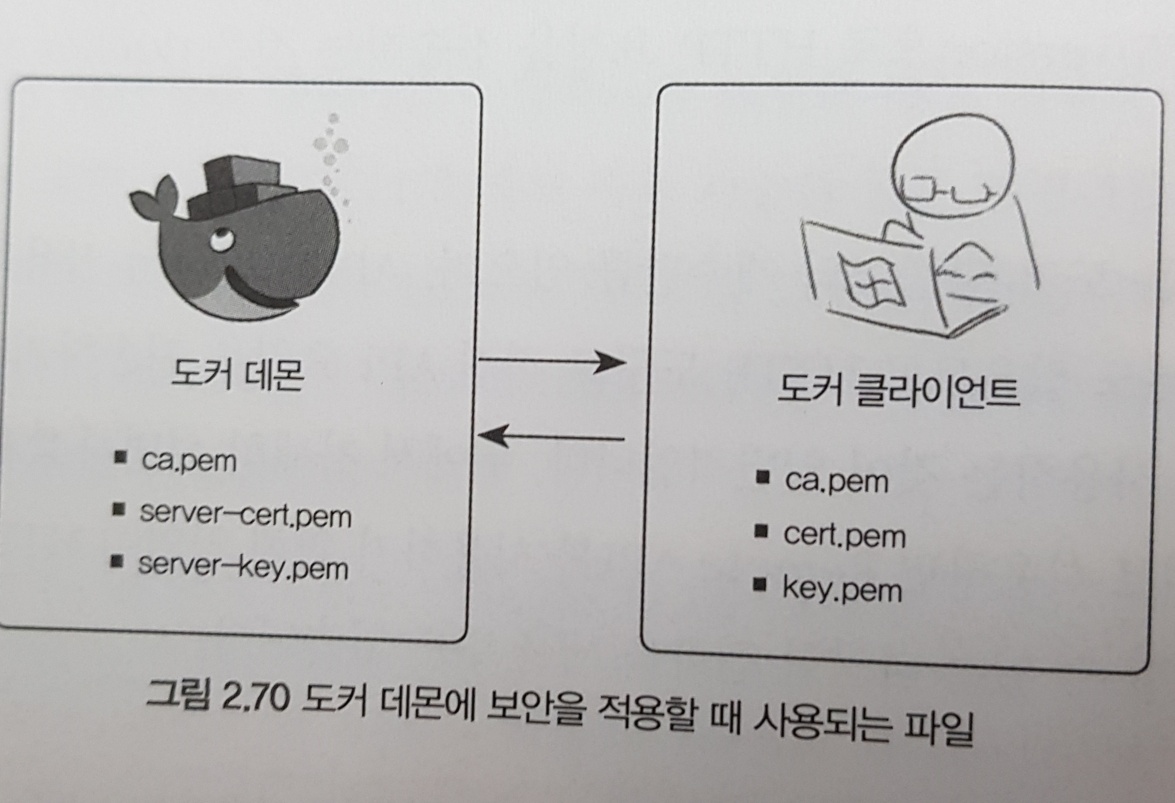 도커 데몬
■ ca.pem
■ server-cert.pem
■ server-key.pem
도커 클라이언트
■ ca.pem
■ cert.pem
■ key.pem
그림 2.70 도커 데몬에 보안을 적용할 때 사용되는 파일